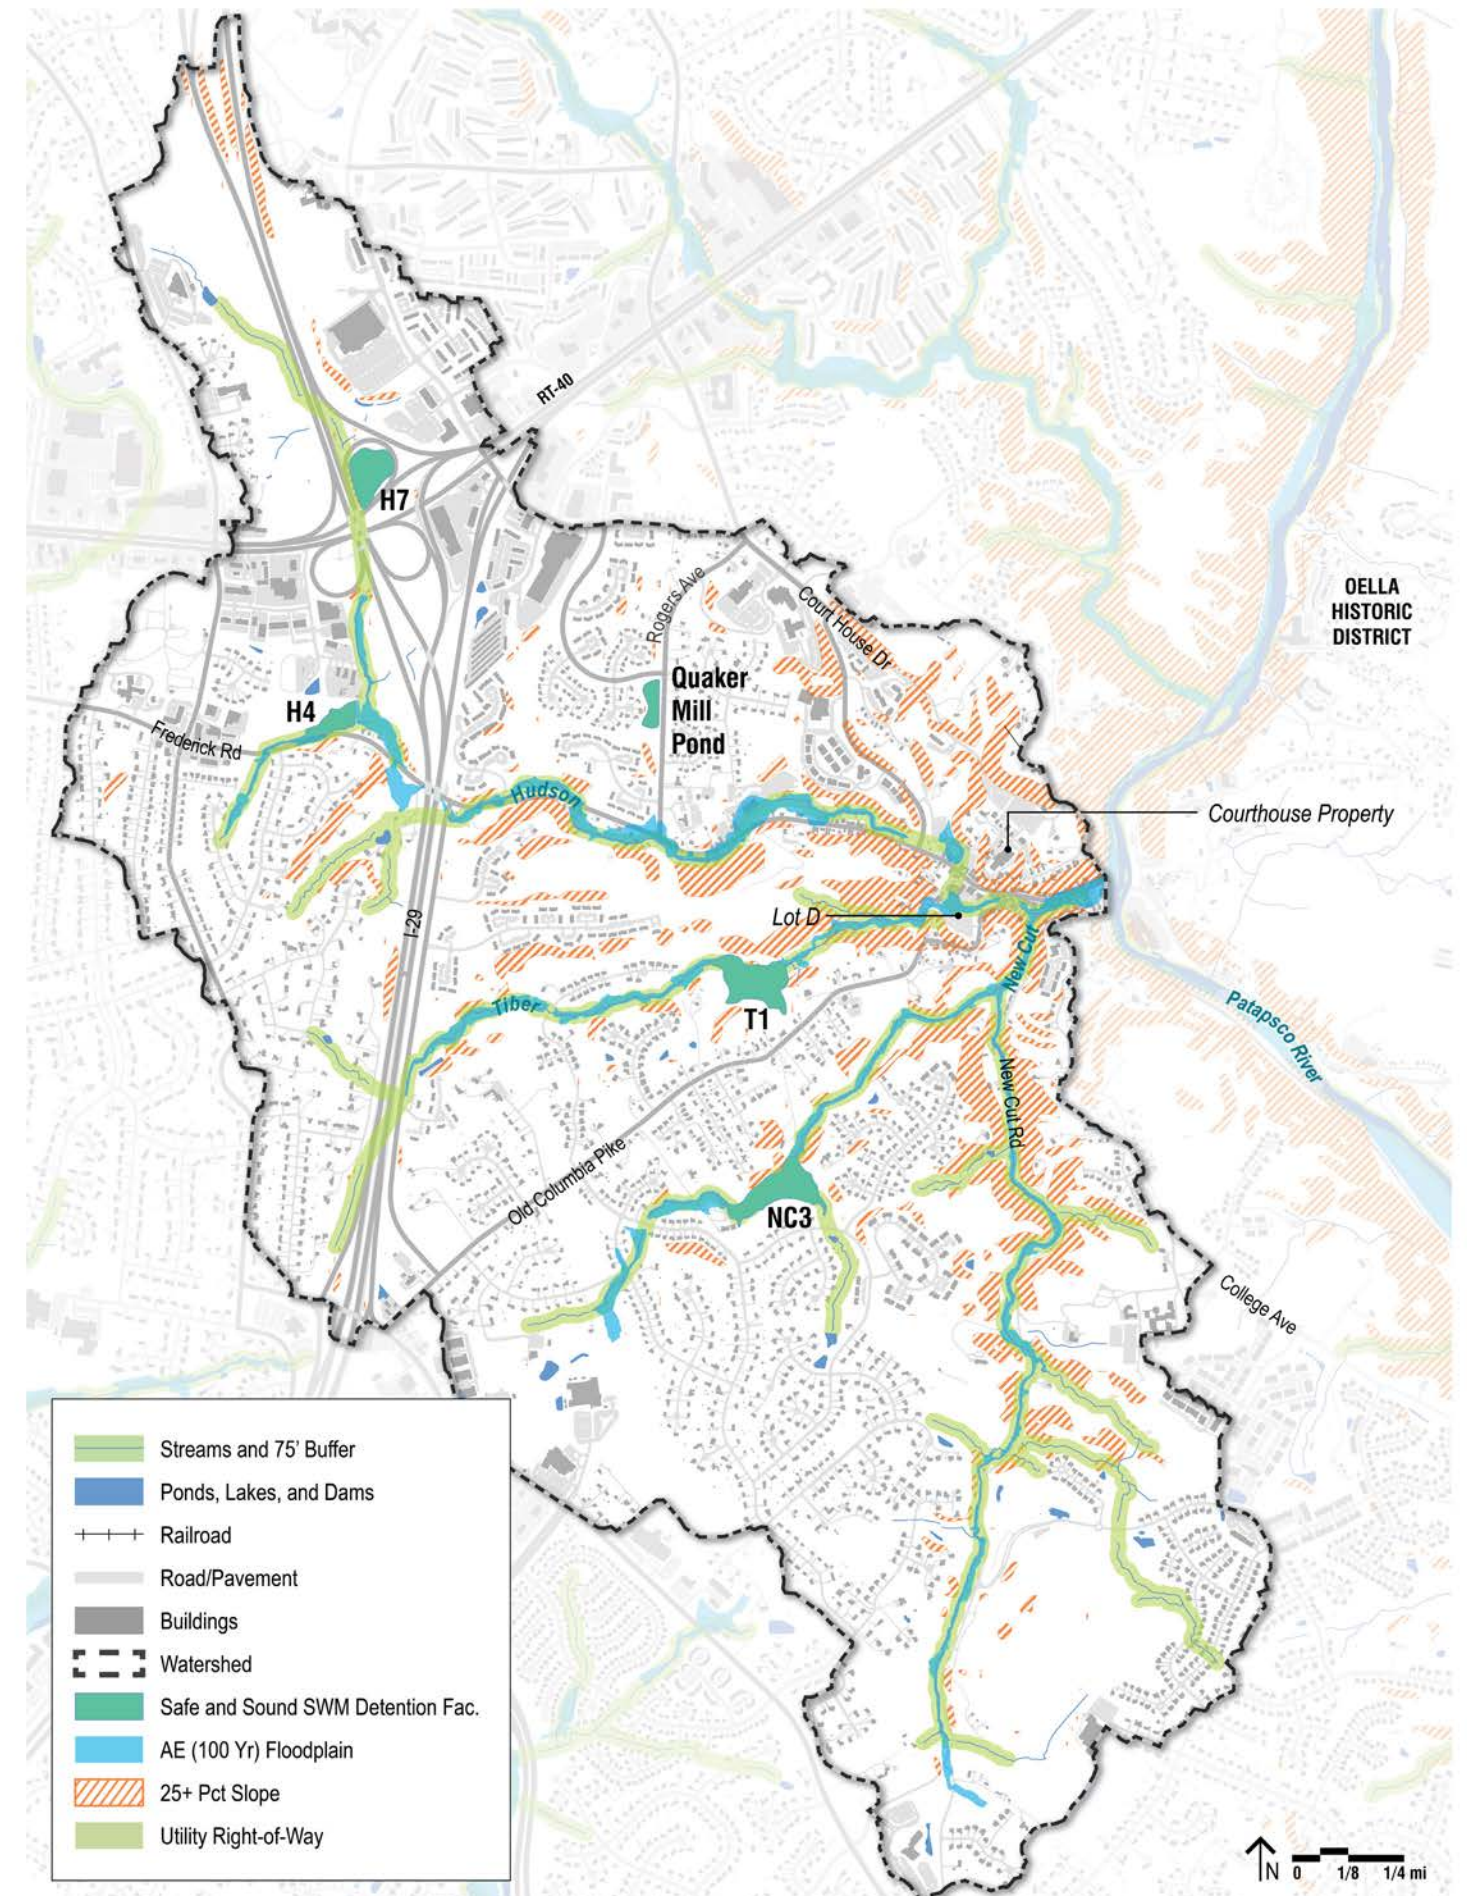 RT-40
H7
OELLA
HISTORIC
DISTRICT
Rogers Ave
Court House Dr
Quaker
Mill
Pond
H4
Frederick Rd
Hudson
Courthouse Property
I-29
Lot D
New Cut
Tiber
T1
Patapsco River
New Cut Rd
Old Columbia Pike
NC3
College Ave
Streams and 75' Buffer
Ponds, Lakes, and Dams
Railroad
Road/Pavement
Buildings
Watershed
Safe and Sound SWM Detention Fac.
AE (100 Yr) Floodplain
25+ Pct Slope
Utility Right-of-Way
N 0 1/8 1/4 mi